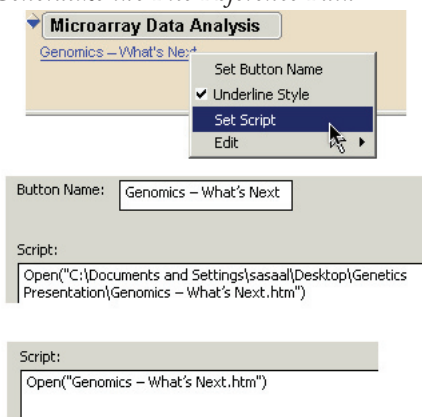 Microarray Data Analysis
Genomics – What's Next
Set Button Name
Underline Style
Set Script
Edit
Button Name: Genomics – What's Next
Script:
Open("C:\Documents and Settings\sasaal\Desktop\Genetics
Presentation\Genomics – What's Next.htm")
Script:
Open("Genomics – What's Next.htm")